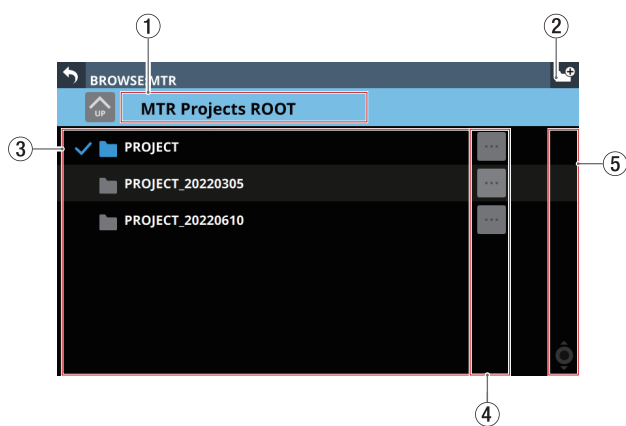 1
2
BROWSE:MTR
UP
MTR Projects ROOT
3
PROJECT
...
5
PROJECT_20220305
...
PROJECT_20220610
...
4